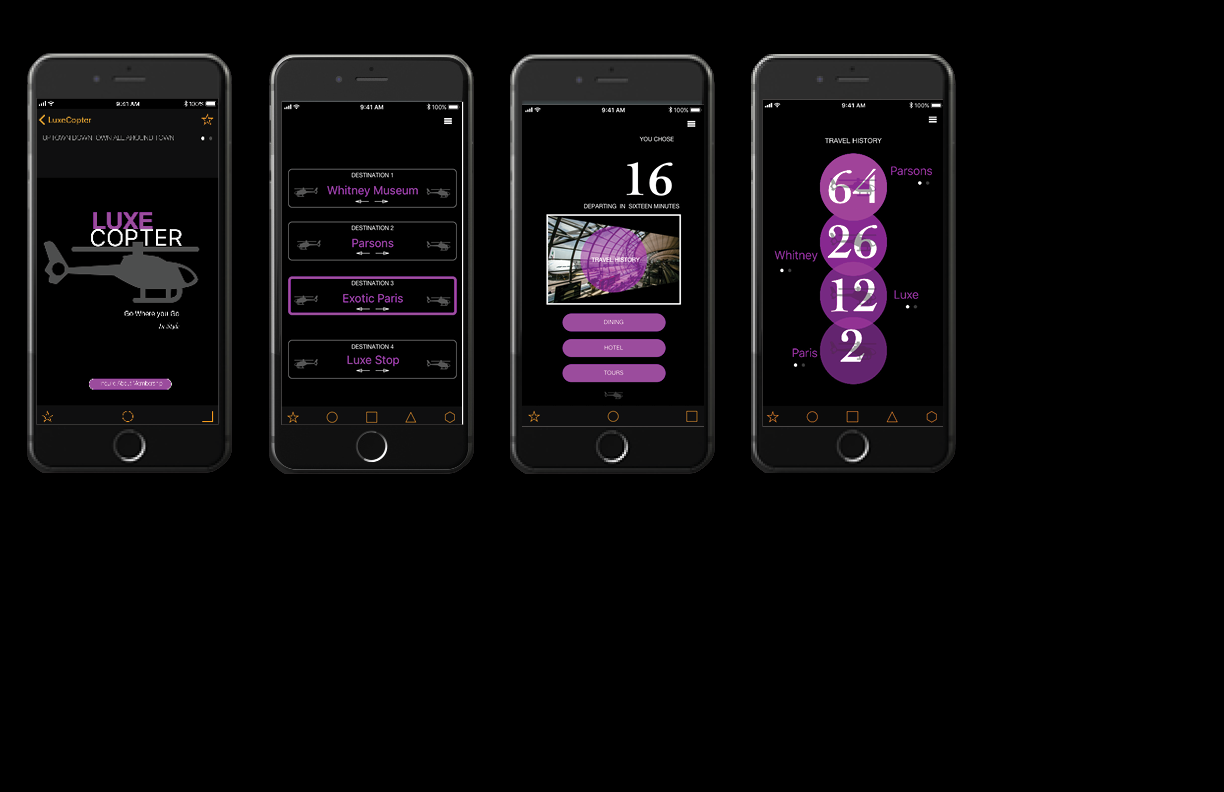 9:41 AM
100%
LuxeCopter
UPTOWN DOWNTOWN ALL AROUND TOWN
LUXE
COPTER
Go Where you Go
In Style
9:41 AM
100%
DESTINATION 1
Whitney Museum
DESTINATION 2
Parsons
DESTINATION 3
Exotic Paris
DESTINATION 4
Luxe Stop
9:41 AM
100%
YOU CHOSE
16
DEPARTING IN SIXTEEN MINUTES
TRAVEL HISTORY
DINING
HOTEL
TOURS
9:41 AM
100%
TRAVEL HISTORY
64
Parsons
26
Whitney
12
Luxe
2
Paris